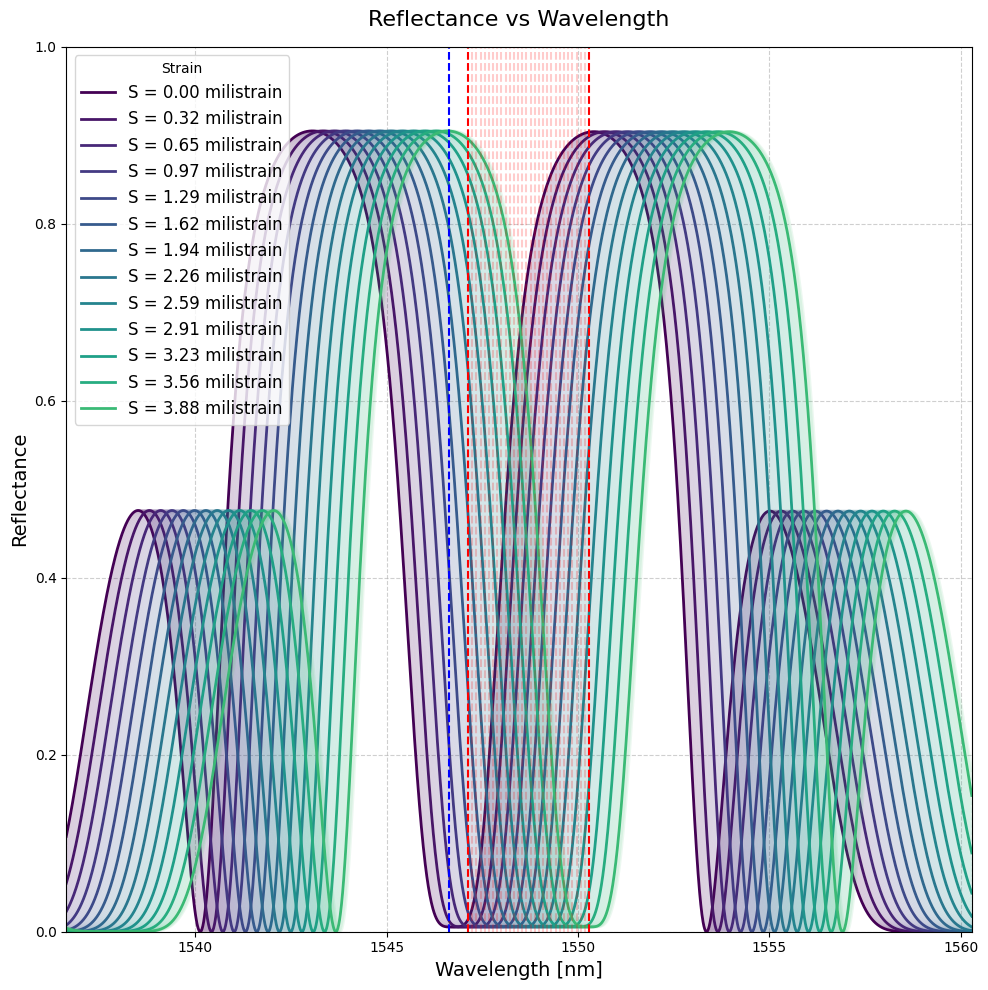 Reflectance vs Wavelength
1.0
0.8
0.6
0.4
0.2
0.0
Reflectance
Strain
S = 0.00 milistrain
S = 0.32 milistrain
S = 0.65 milistrain
S = 0.97 milistrain
S = 1.29 milistrain
S = 1.62 milistrain
S = 1.94 milistrain
S = 2.26 milistrain
S = 2.59 milistrain
S = 2.91 milistrain
S = 3.23 milistrain
S = 3.56 milistrain
S = 3.88 milistrain
1540 1545 1550 1555 1560
Wavelength [nm]